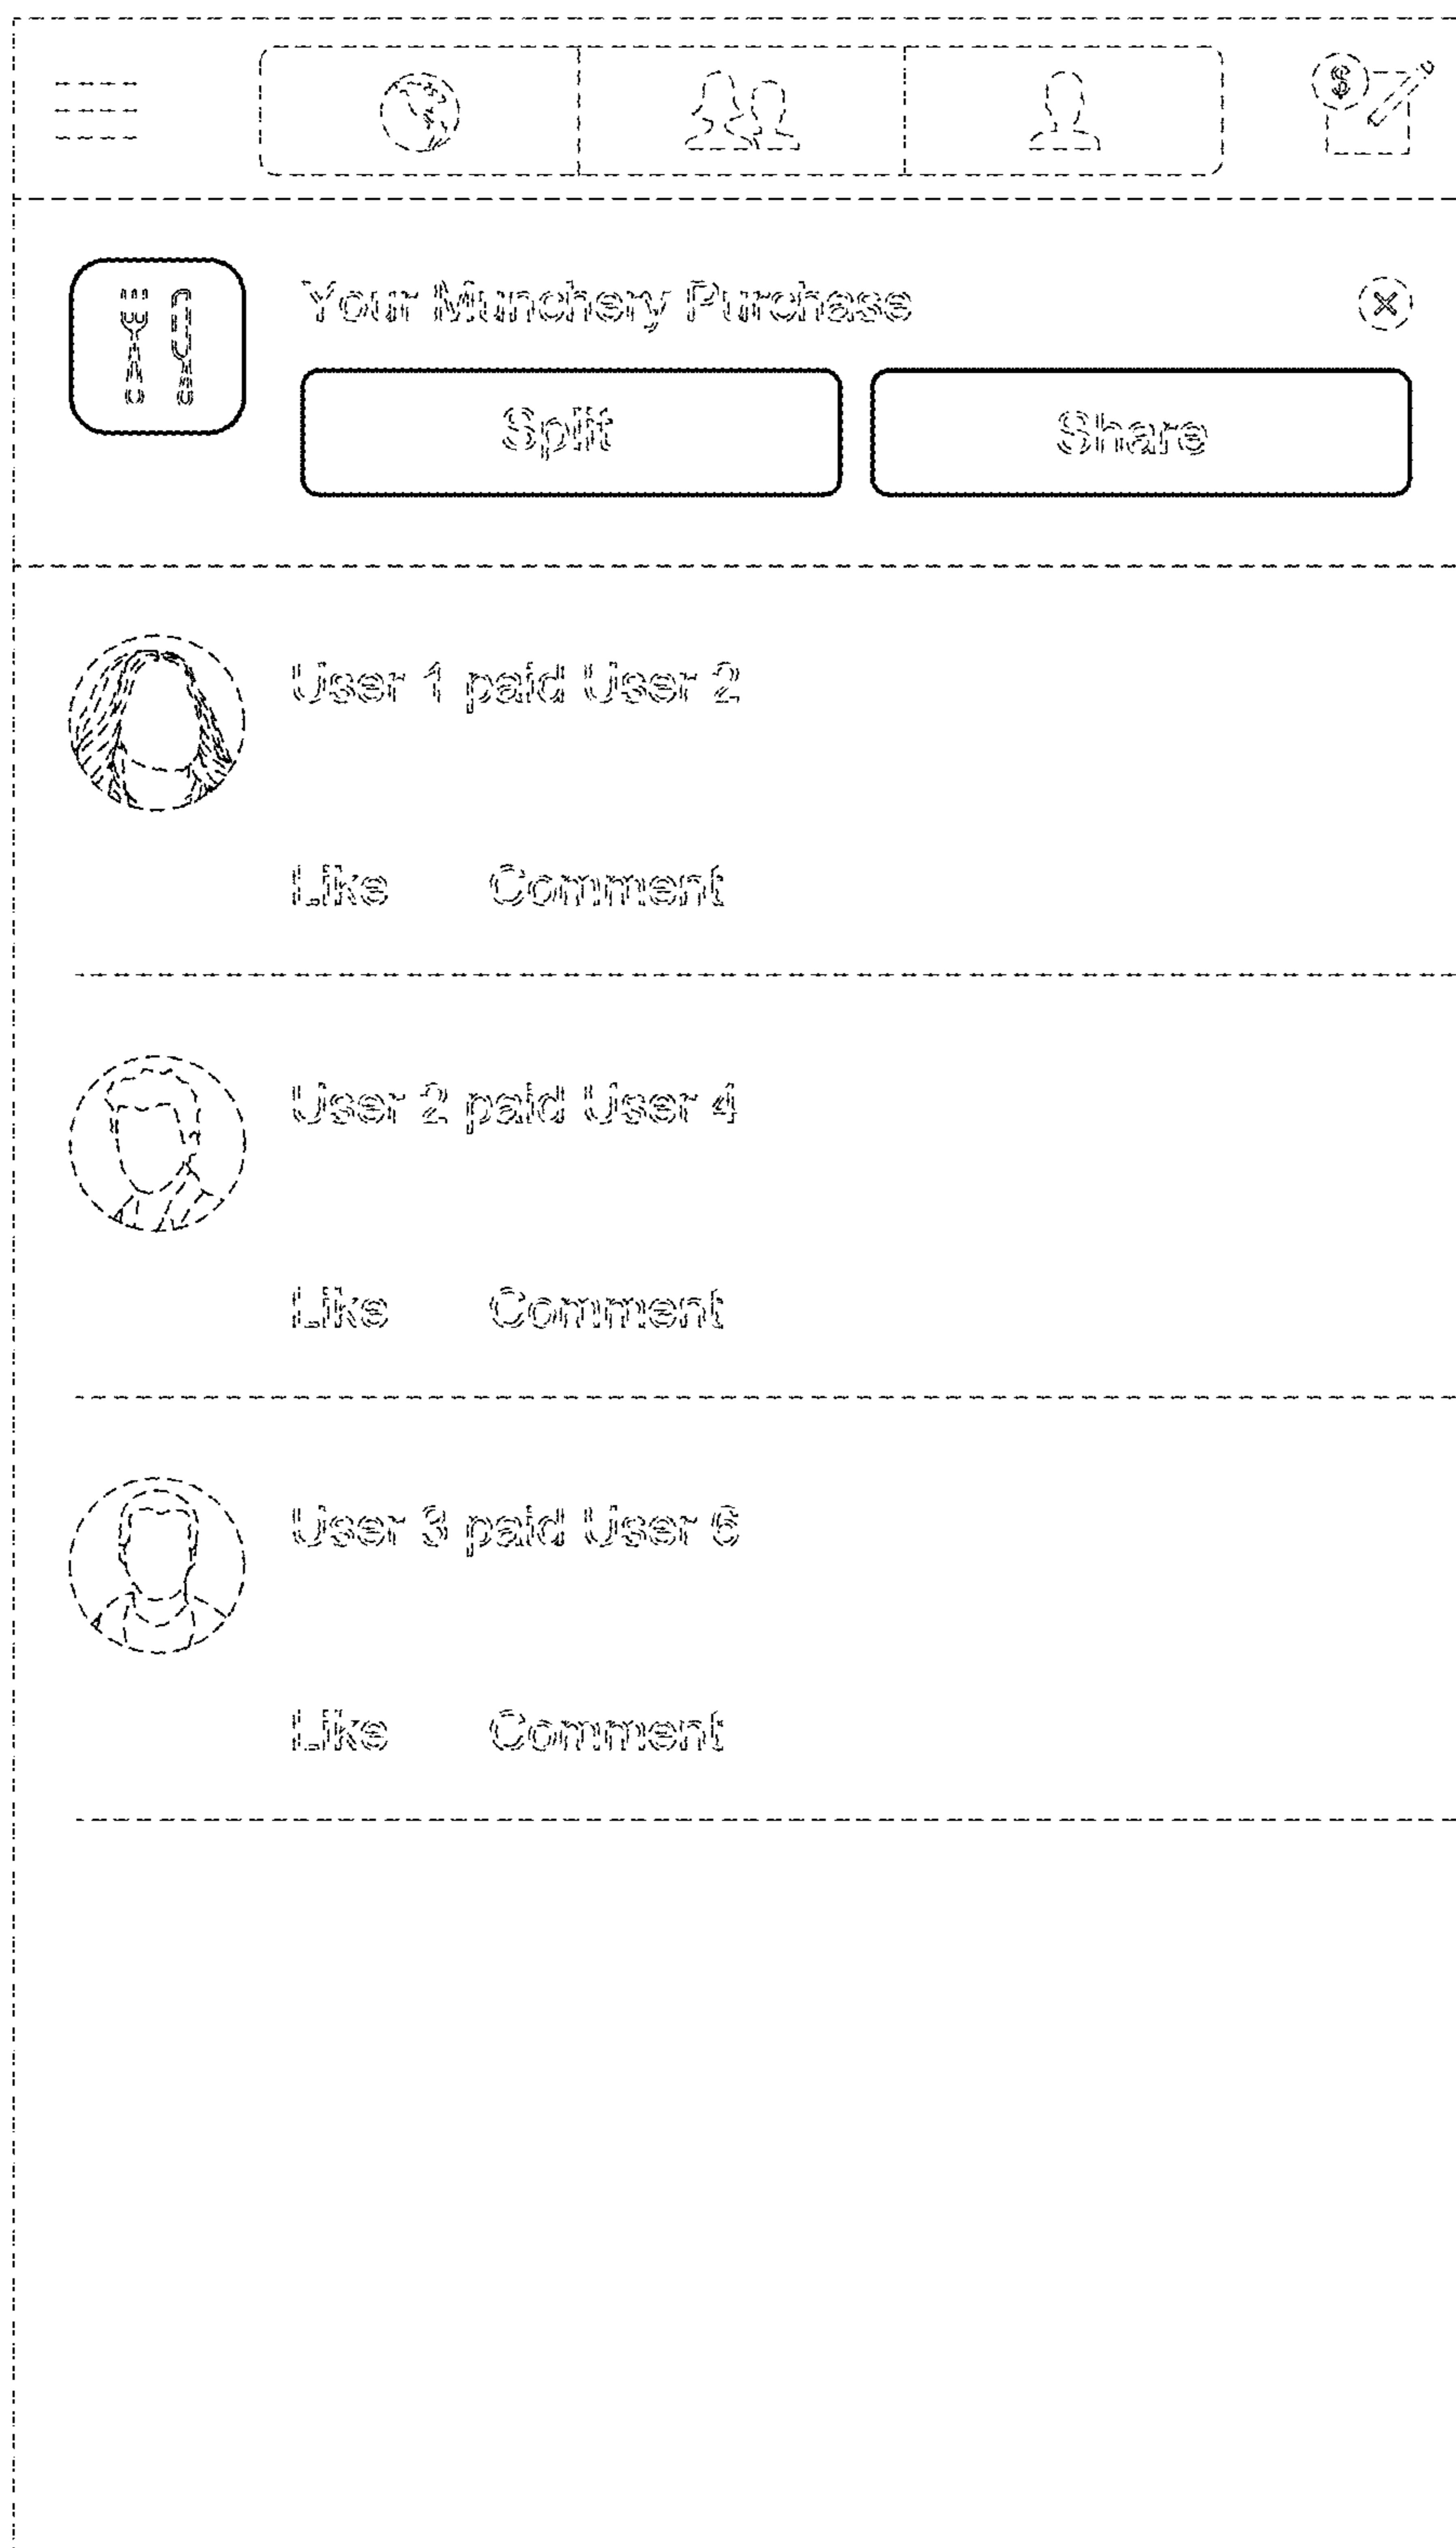 $
Your Munchery Purchase
Split Share
User 1 paid User 2
Like Comment
User 2 paid User 4
Like Comment
User 3 paid User 6
Like Comment